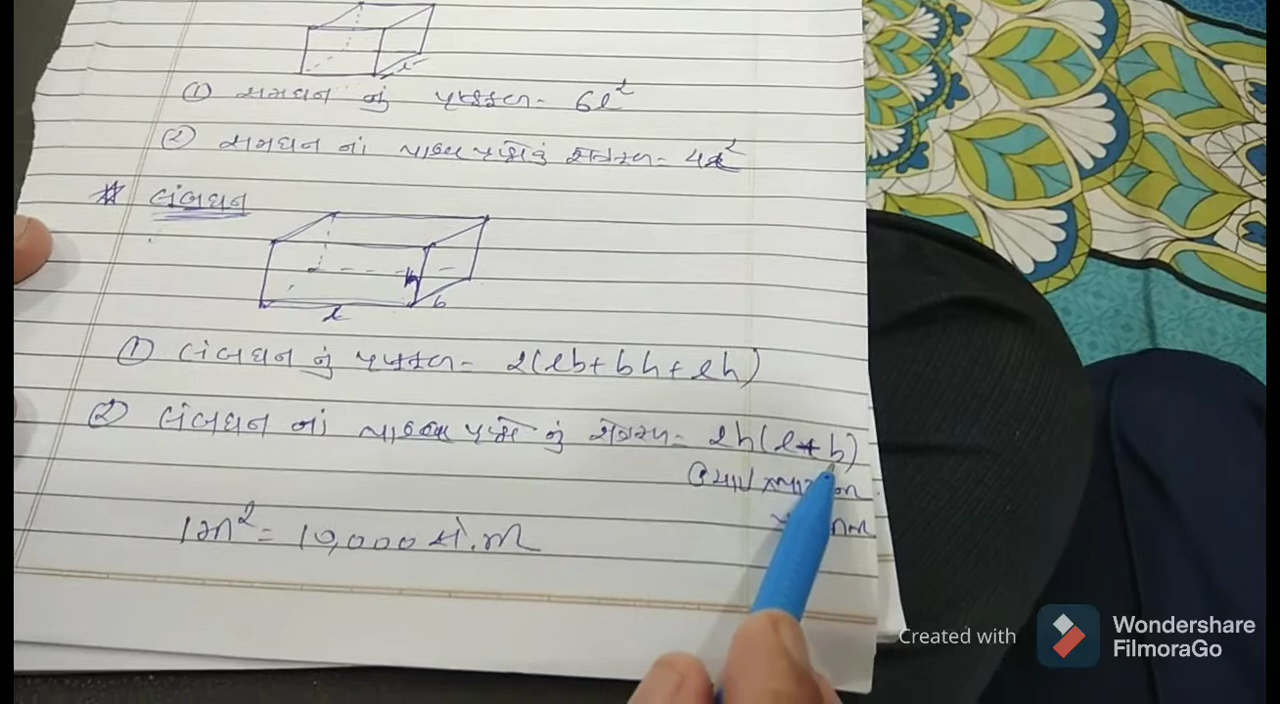 l
① સમઘન નું પૃષ્ઠફળ - 6l²
② સમઘન નાં પાર્શ્વ પૃષ્ઠોનું ક્ષેત્રફળ - 4l²
* લંબઘન
h
b
l
① લંબઘન નું પૃષ્ઠફળ - 2(lb+bh+lh)
② લંબઘન નાં પાર્શ્વ પૃષ્ઠો નું ક્ષેત્રફળ - 2h(l+b)
1m² = 10,000 સે.મી
Created with
Wondershare
FilmoraGo